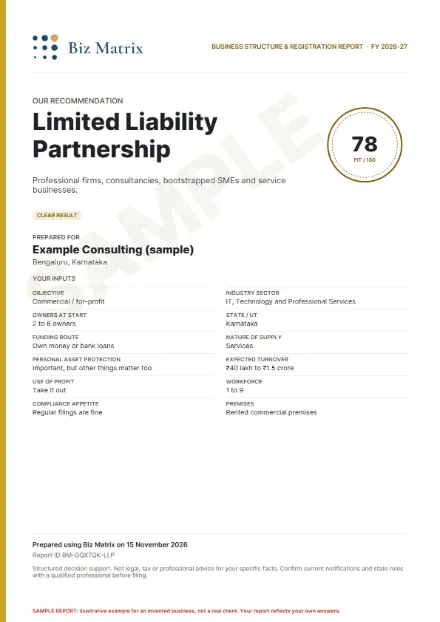 Biz Matrix
BUSINESS STRUCTURE & REGISTRATION REPORT · FY 2026-27
OUR RECOMMENDATION
Limited Liability
Partnership
78
FIT / 100
Professional firms, consultancies, bootstrapped SMEs and service
businesses.
CLEAR RESULT
SAMPLE
PREPARED FOR
Example Consulting (sample)
Bengaluru, Karnataka
YOUR INPUTS
OBJECTIVE
Commercial / for-profit
INDUSTRY SECTOR
IT, Technology and Professional Services
OWNERS AT START
2 to 6 owners
STATE / UT
Karnataka
FUNDING ROUTE
Own money or bank loans
NATURE OF SUPPLY
Services
PERSONAL ASSET PROTECTION
Important, but other things matter too
EXPECTED TURNOVER
₹40 lakh to ₹1.5 crore
USE OF PROFIT
Take it out
WORKFORCE
1 to 9
COMPLIANCE APPETITE
Regular filings are fine
PREMISES
Rented commercial premises
Prepared using Biz Matrix on 15 November 2026
Report ID BM-GQX7QK-LLP
Structured decision support. Not legal, tax or professional advice for your specific facts. Confirm current notifications and state rules
with a qualified professional before filing.
SAMPLE REPORT: illustrative example for an invented business, not a real client. Your report reflects your own answers.